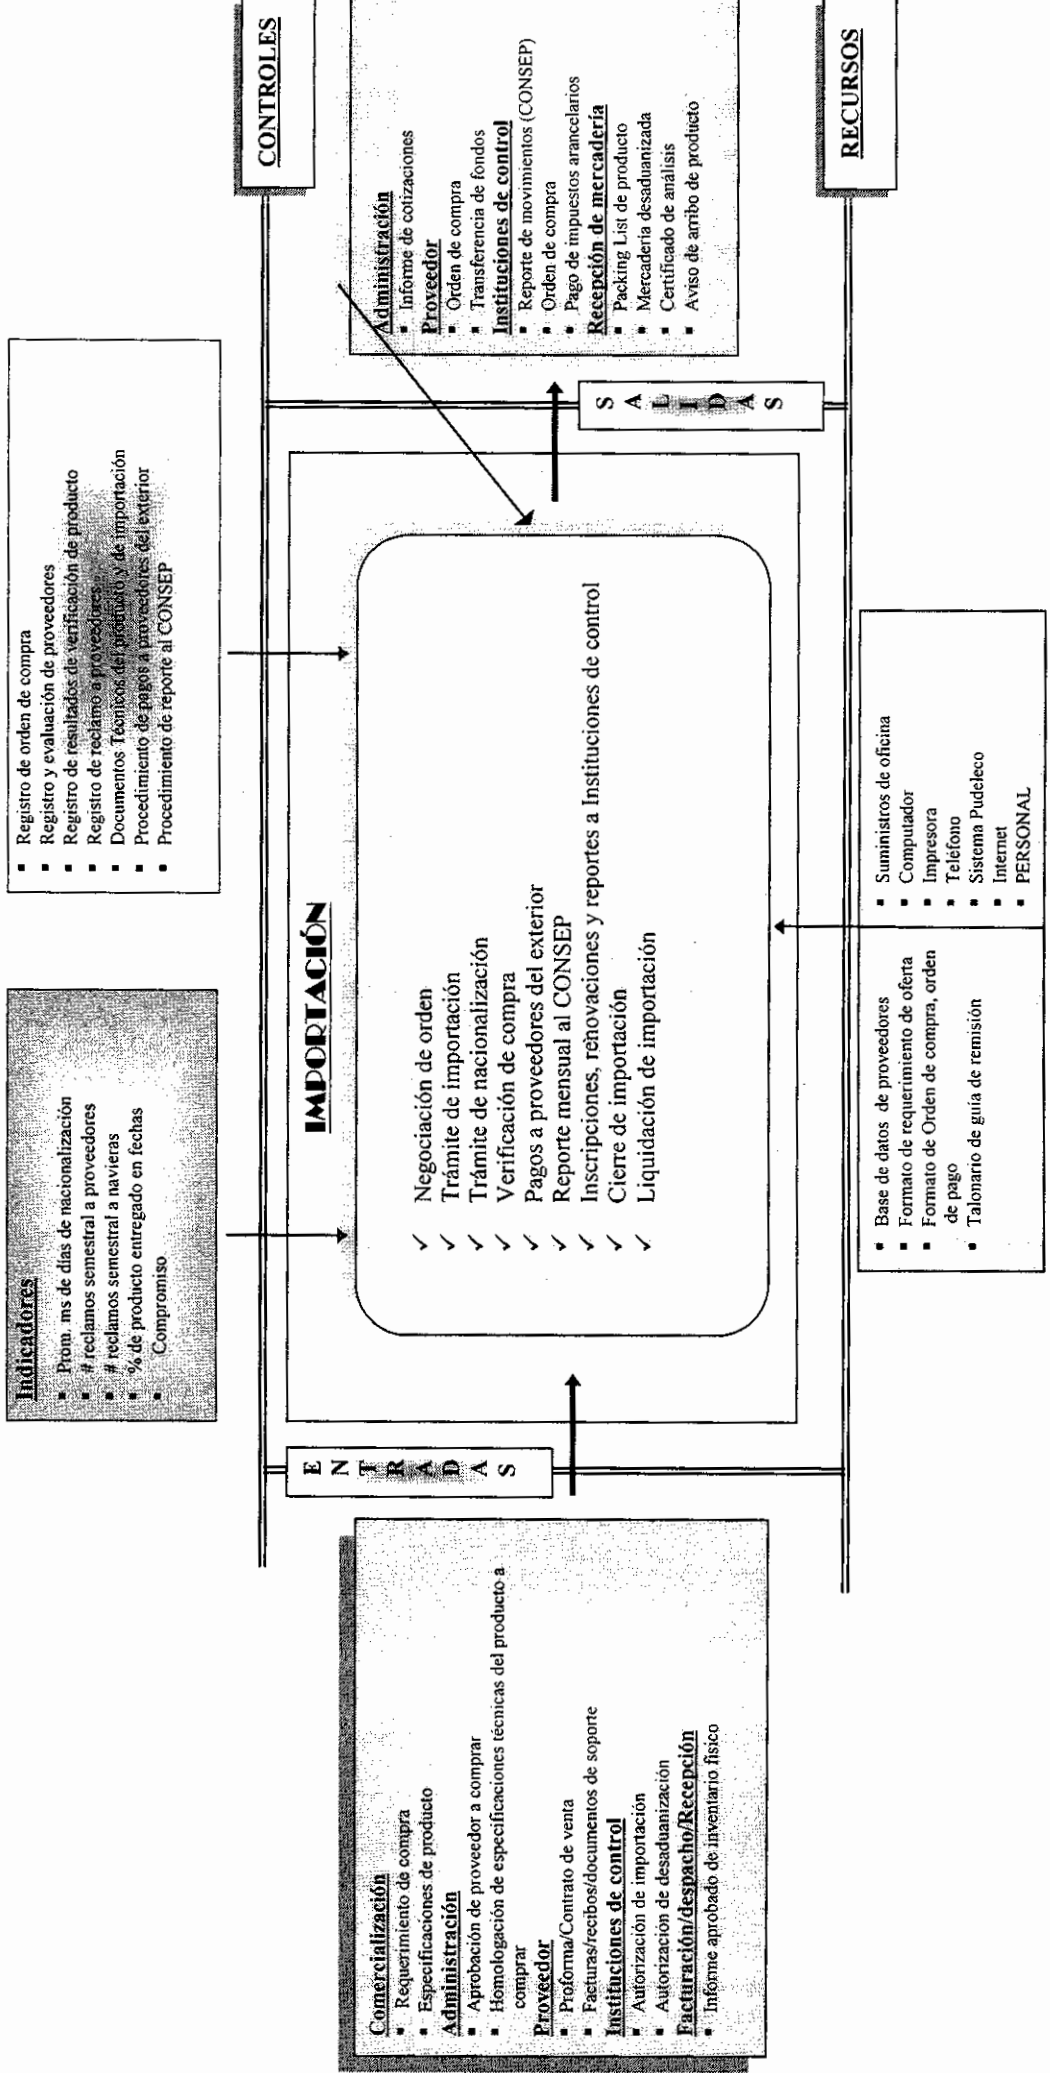 Indicadores
▪ Prom. ms de días de nacionalización
▪ # reclamos semestral a proveedores
▪ # reclamos semestral a navieras
▪ % de producto entregado en fechas
▪ Compromiso
▪ Registro de orden de compra
▪ Registro y evaluación de proveedores
▪ Registro de resultados de verificación de producto
▪ Registro de reclamo a proveedores
▪ Documentos Técnicos del producto y de importación
▪ Procedimiento de pagos a proveedores del exterior
▪ Procedimiento de reporte al CONSEP
CONTROLES
Comercialización
▪ Requerimiento de compra
▪ Especificaciones de producto
Administración
▪ Aprobación de proveedor a comprar
▪ Homologación de especificaciones técnicas del producto a
comprar
Proveedor
▪ Proforma/Contrato de venta
▪ Facturas/recibos/documentos de soporte
Instituciones de control
▪ Autorización de importación
▪ Autorización de desaduanización
Facturación/despacho/Recepción
▪ Informe aprobado de inventario físico
E
N
T
R
A
D
A
S
IMPORTACIÓN
✓ Negociación de orden
✓ Trámite de importación
✓ Trámite de nacionalización
✓ Verificación de compra
✓ Pagos a proveedores del exterior
✓ Reporte mensual al CONSEP
✓ Inscripciones, renovaciones y reportes a Instituciones de control
✓ Cierre de importación
✓ Liquidación de importación
S
A
L
I
D
A
S
Administración
▪ Informe de cotizaciones
Proveedor
▪ Orden de compra
▪ Transferencia de fondos
Instituciones de control
▪ Reporte de movimientos (CONSEP)
▪ Orden de compra
▪ Pago de impuestos arancelarios
Recepción de mercadería
▪ Packing List de producto
▪ Mercadería desaduanizada
▪ Certificado de análisis
▪ Aviso de arribo de producto
RECURSOS
▪ Base de datos de proveedores
▪ Formato de requerimiento de oferta
▪ Formato de Orden de compra, orden
de pago
▪ Talonario de guía de remisión
▪ Suministros de oficina
▪ Computador
▪ Impresora
▪ Teléfono
▪ Sistema Pudeleco
▪ Internet
▪ PERSONAL